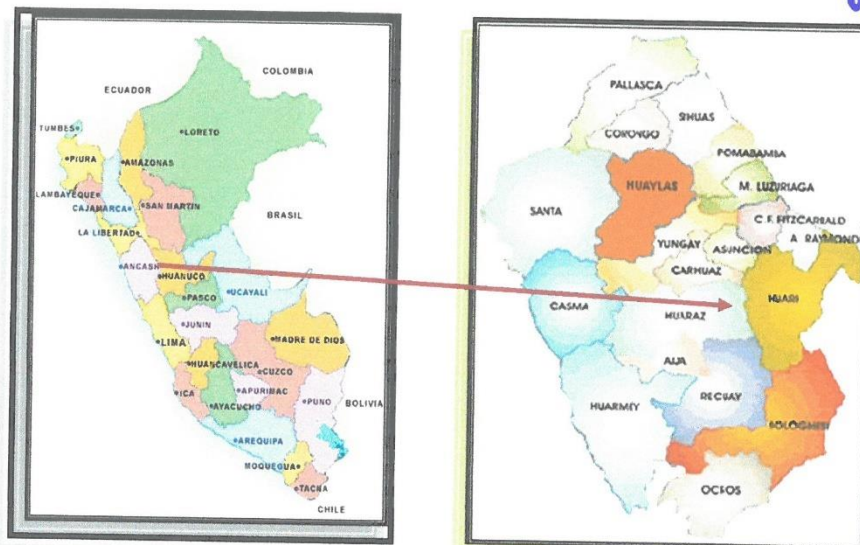 COLOMBIA
ECUADOR
TUMBES
LORETO
PIURA
AMAZONAS
LAMBAYEQUE
CAJAMARCA
SAN MARTIN
BRASIL
LA LIBERTAD
ANCASH
HUANUCO
PASCO
UCAYALI
JUNIN
LIMA
MADRE DE DIOS
HUANCAVELICA
CUZCO
ICA
APURIMAC
AYACUCHO
PUNO
BOLIVIA
AREQUIPA
MOQUEGUA
TACNA
CHILE
PALLASCA
SIHUAS
CORONGO
POMABAMBA
HUAYLAS
M. LUZURIAGA
SANTA
C.F. FITZCARRALD
A. RAYMOND
YUNGAY
ASUNCION
CARHUAZ
HUARI
CASMA
HUARAZ
AIJA
RECUAY
HUARMEY
BOLOGNESI
OCROS